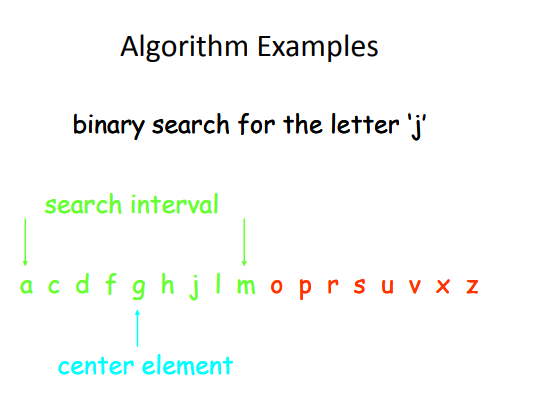 Algorithm Examples
binary search for the letter ‘j’
search interval
a c d f g h j l m o p r s u v x z
center element